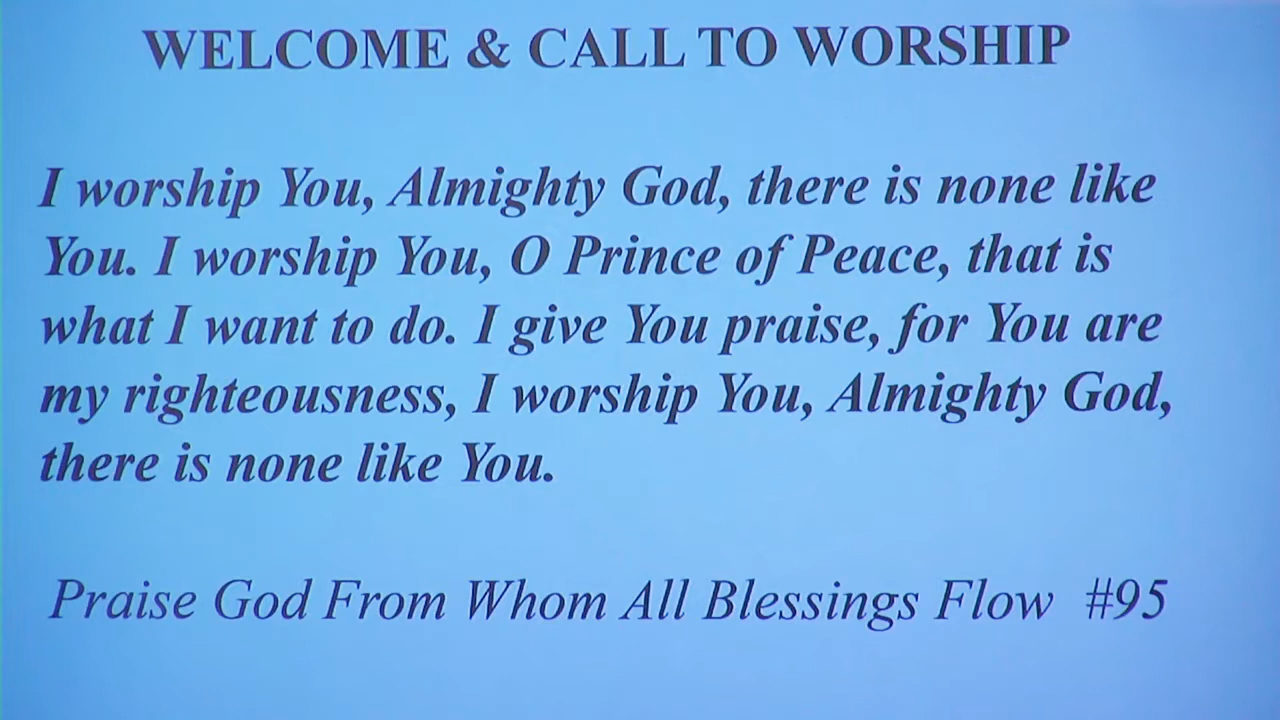 WELCOME & CALL TO WORSHIP
I worship You, Almighty God, there is none like
You. I worship You, O Prince of Peace, that is
what I want to do. I give You praise, for You are
my righteousness, I worship You, Almighty God,
there is none like You.
Praise God From Whom All Blessings Flow #95